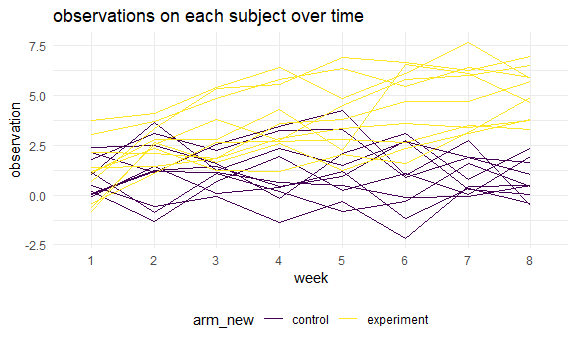 observations on each subject over time
observation
7.5
5.0
2.5
0.0
-2.5
1 2 3 4 5 6 7 8
week
arm_new control experiment